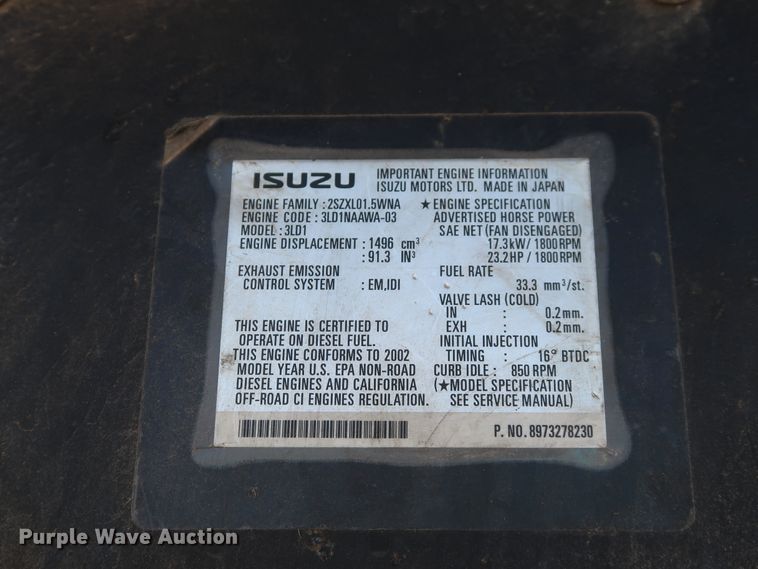 ISUZU
IMPORTANT ENGINE INFORMATION
ISUZU MOTORS LTD. MADE IN JAPAN
ENGINE FAMILY : 2SZXL01.5WNA
ENGINE CODE : 3LD1NAAWA-03
MODEL : 3LD1
ENGINE DISPLACEMENT : 1496 cm³
: 91.3 IN³
EXHAUST EMISSION
CONTROL SYSTEM : EM,IDI
THIS ENGINE IS CERTIFIED TO
OPERATE ON DIESEL FUEL.
THIS ENGINE CONFORMS TO 2002
MODEL YEAR U.S. EPA NON-ROAD
DIESEL ENGINES AND CALIFORNIA
OFF-ROAD CI ENGINES REGULATION.
★ ENGINE SPECIFICATION
ADVERTISED HORSE POWER
SAE NET (FAN DISENGAGED)
17.3kW / 1800RPM
23.2HP / 1800RPM
FUEL RATE
33.3 mm³/st.
VALVE LASH (COLD)
IN : 0.2mm.
EXH : 0.2mm.
INITIAL INJECTION
TIMING : 16° BTDC
CURB IDLE : 850 RPM
(★MODEL SPECIFICATION
SEE SERVICE MANUAL)
P. NO. 8973278230
Purple Wave Auction